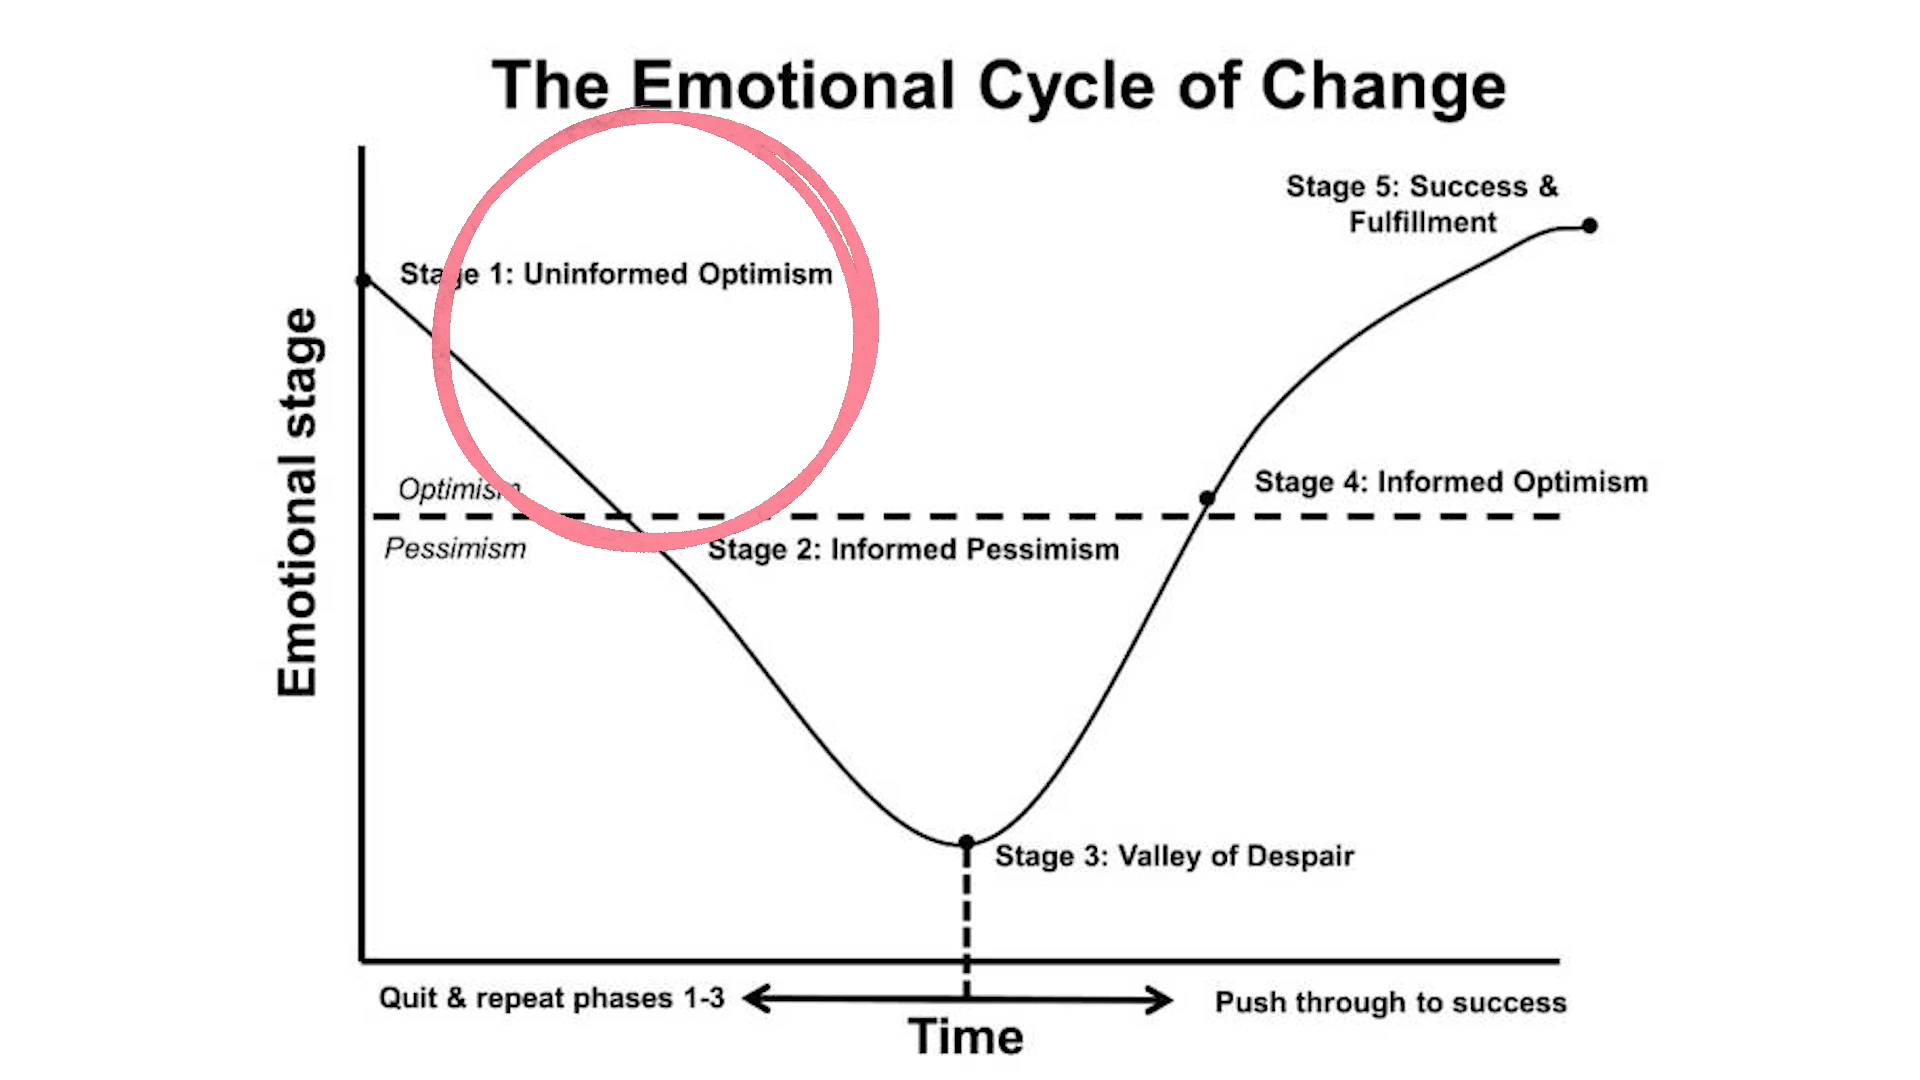 The Emotional Cycle of Change
Stage 5: Success &
Fulfillment
Stage 1: Uninformed Optimism
Emotional stage
Optimism
Stage 4: Informed Optimism
Pessimism
Stage 2: Informed Pessimism
Stage 3: Valley of Despair
Quit & repeat phases 1-3
Push through to success
Time